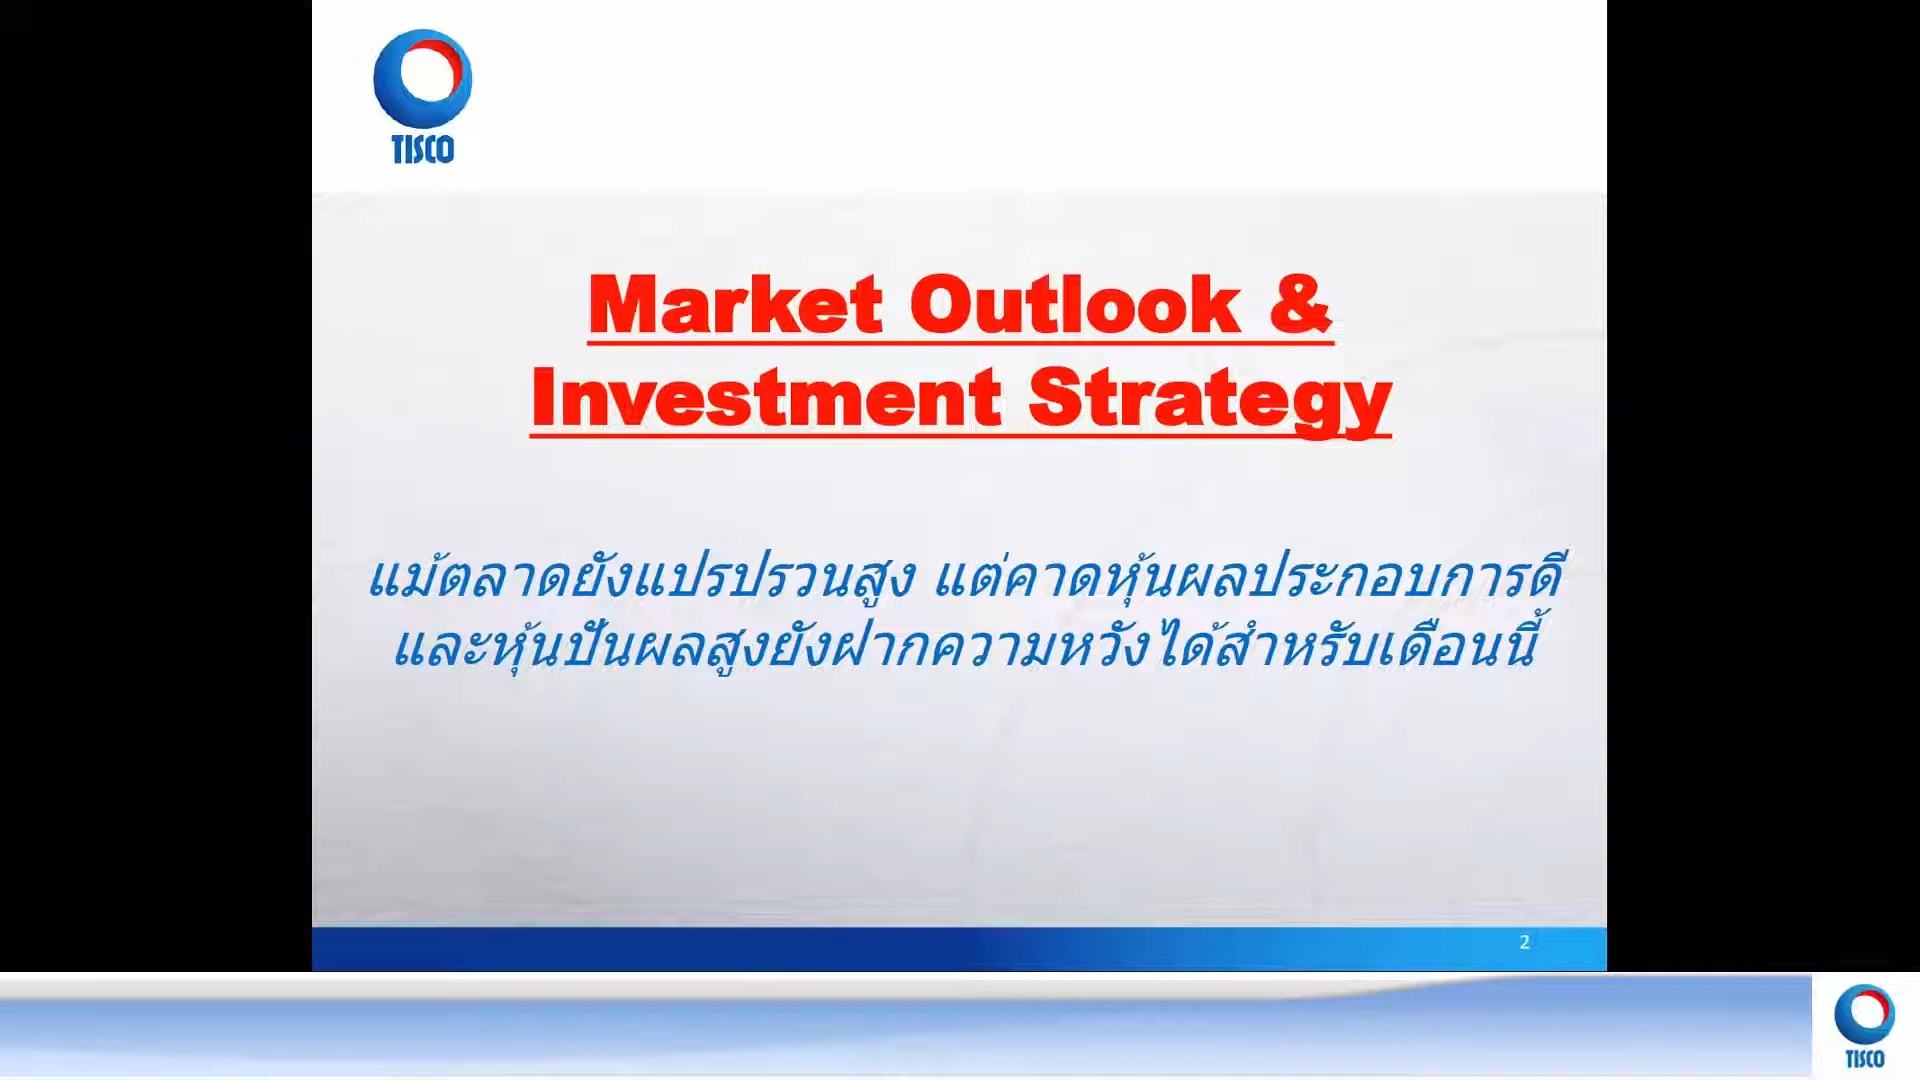 TISCO
Market Outlook &
Investment Strategy
แม้ตลาดยังแปรปรวนสูง แต่คาดหุ้นผลประกอบการดี
และหุ้นปันผลสูงยังฝากความหวังได้สำหรับเดือนนี้
2
TISCO